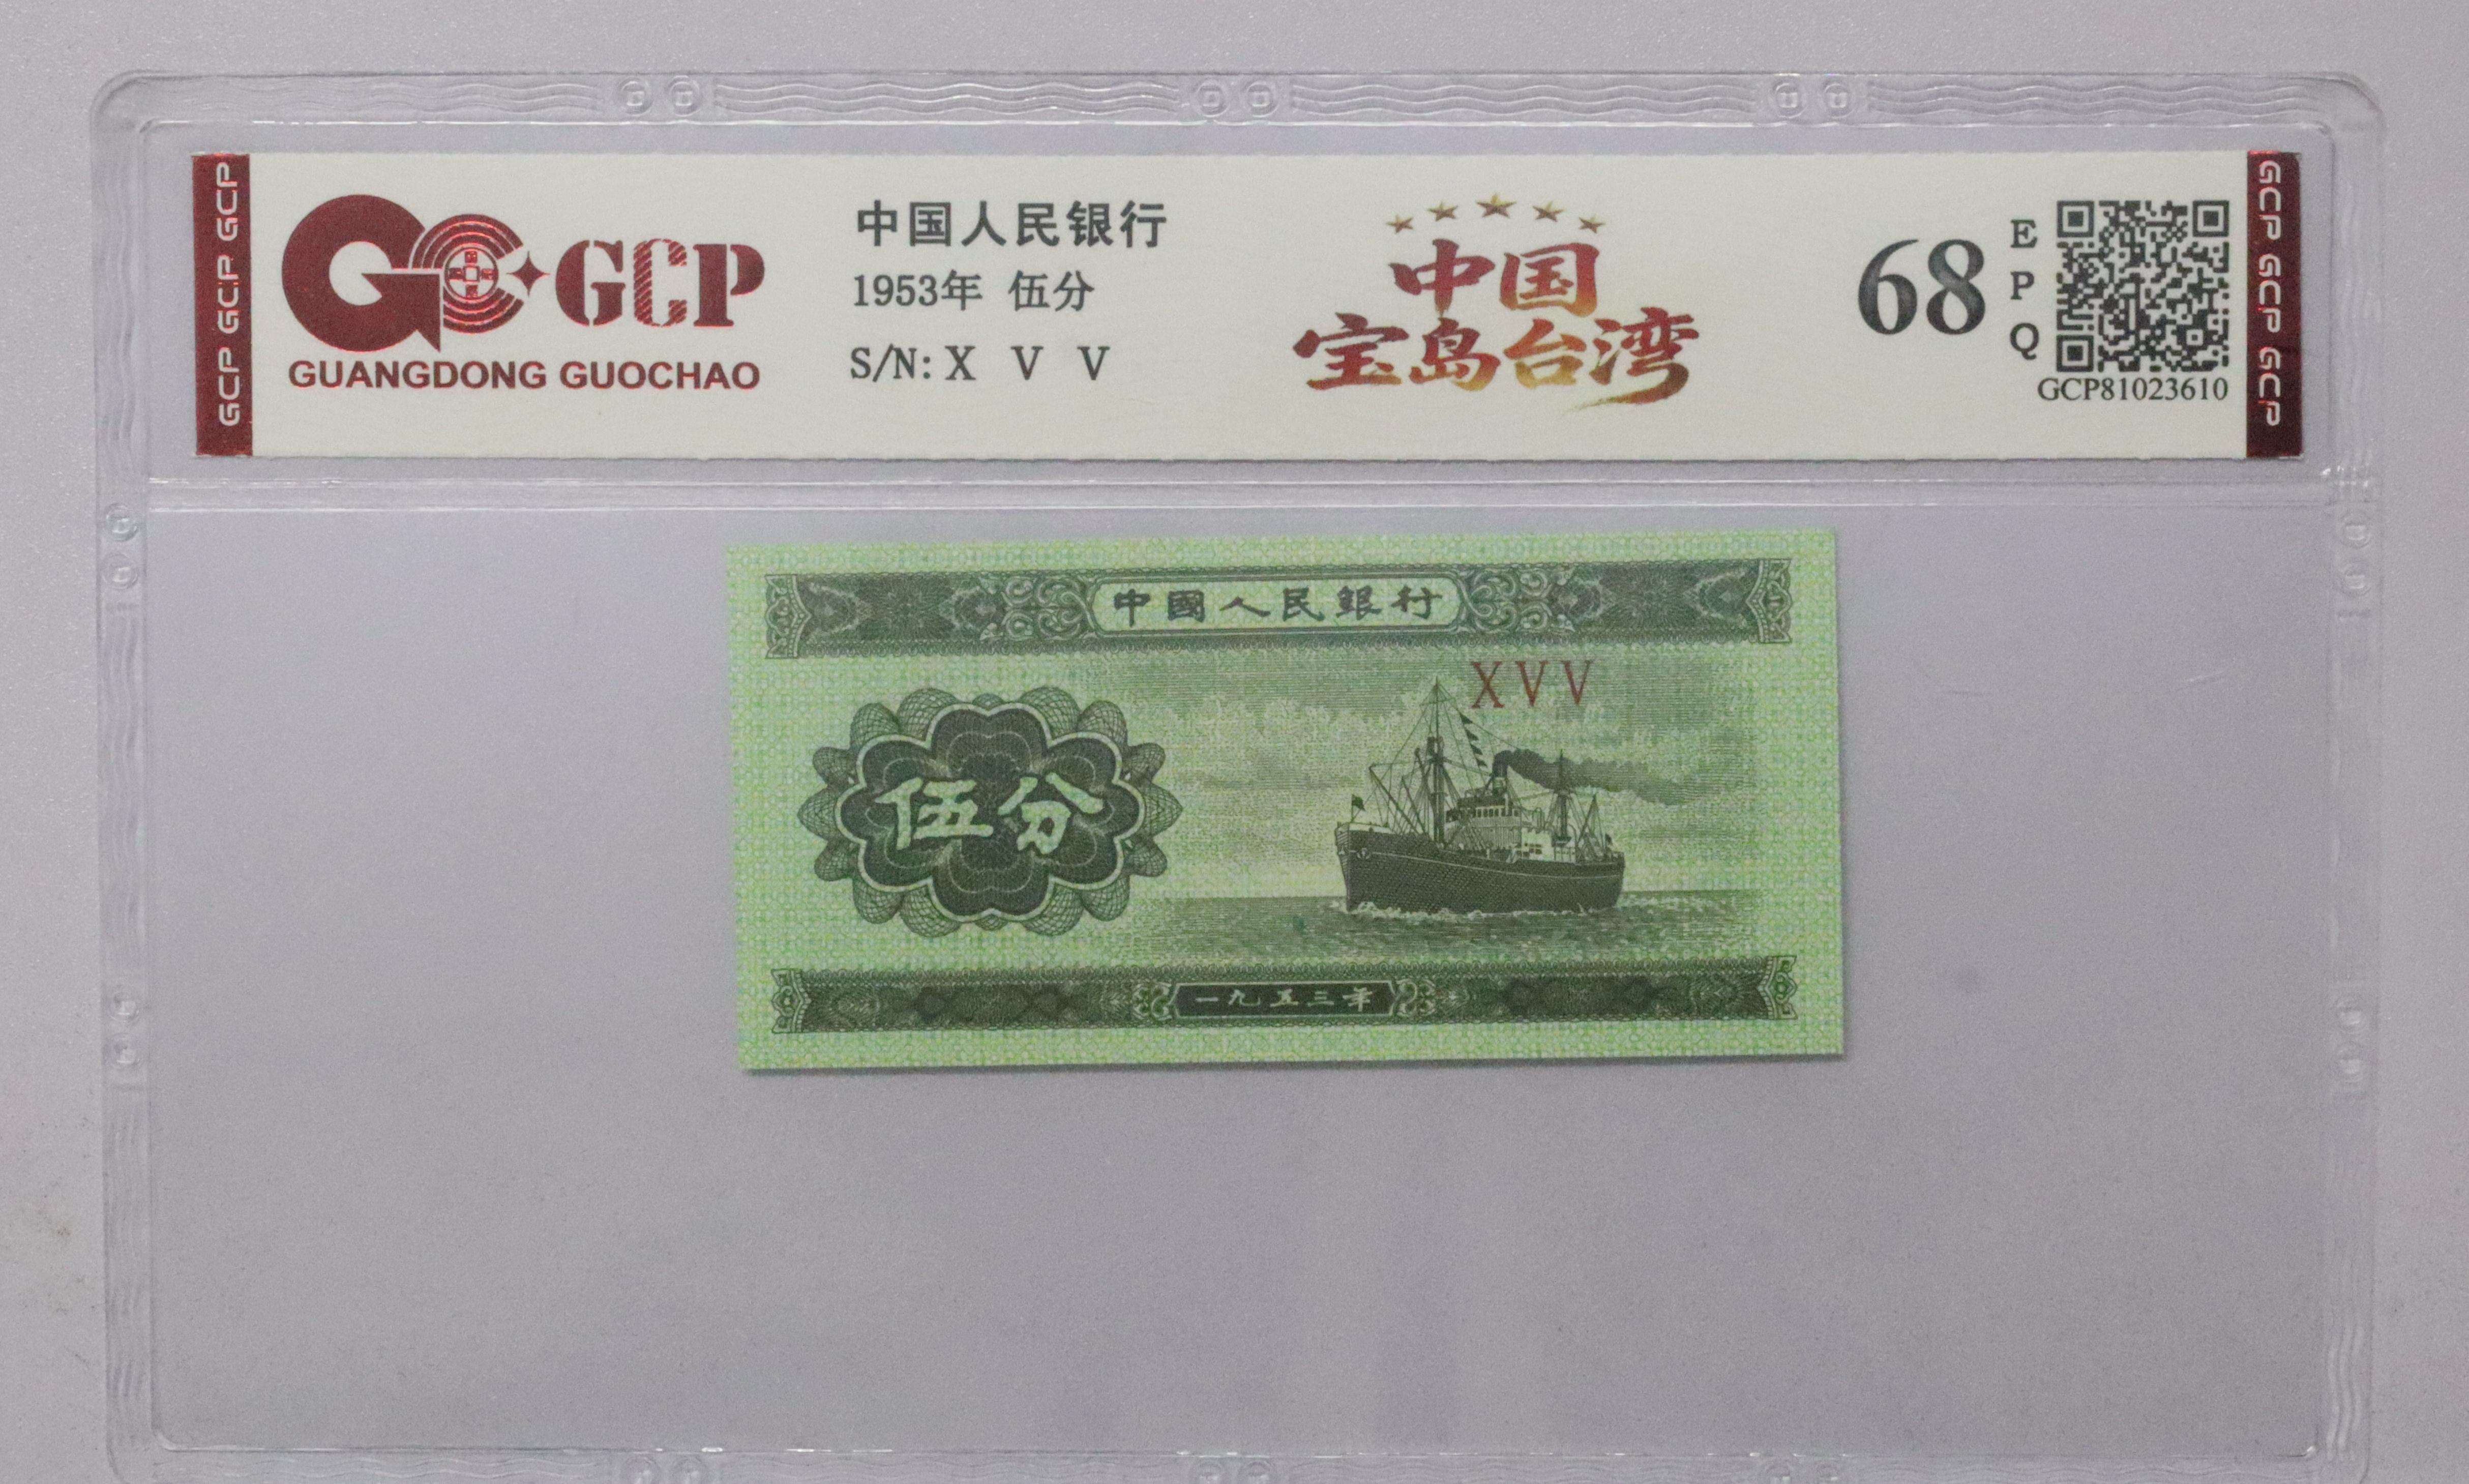 GCP GCP GCP
GCP
GUANGDONG GUOCHAO
中国人民银行
1953年 伍分
S/N: X V V
中国
宝岛台湾
68
E
P
Q
GCP81023610
GCP GCP GCP
中國人民銀行
XVV
伍分
一九五三年